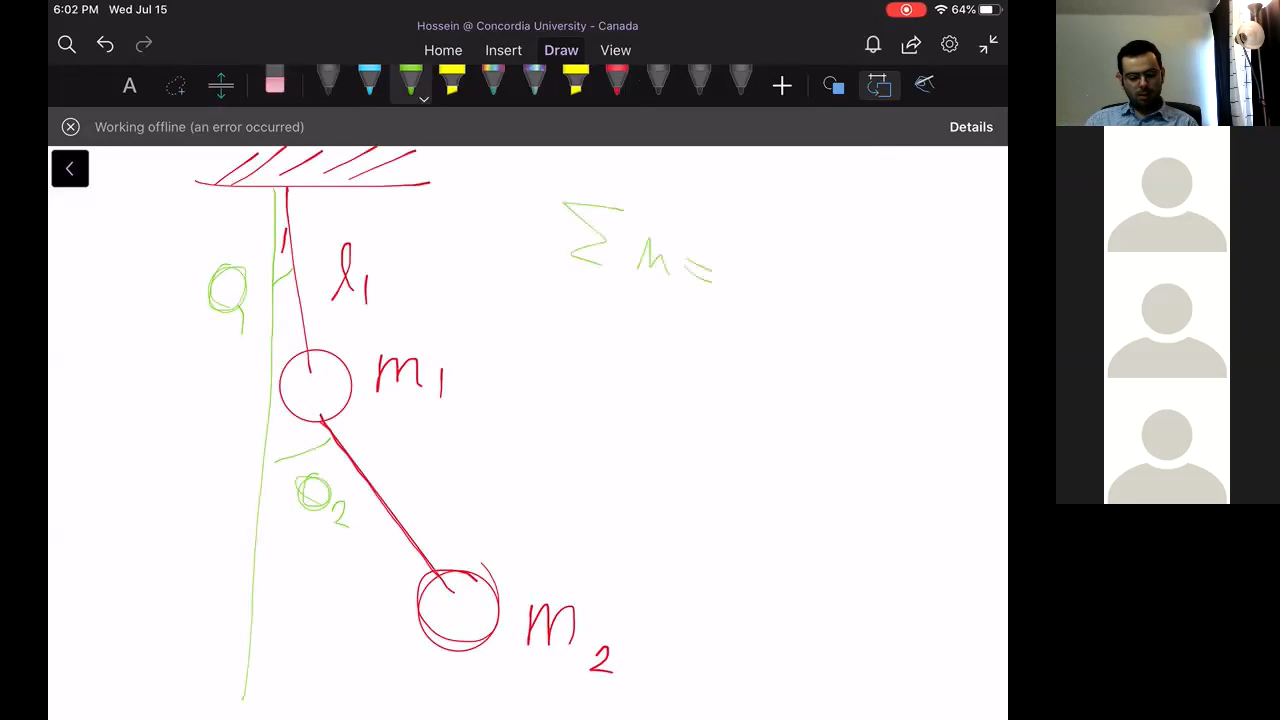 6:02 PM Wed Jul 15
64%
Hossein @ Concordia University - Canada
Home Insert Draw View
A
Working offline (an error occurred)
Details
Σ M =
θ1
l1
m1
θ2
m2